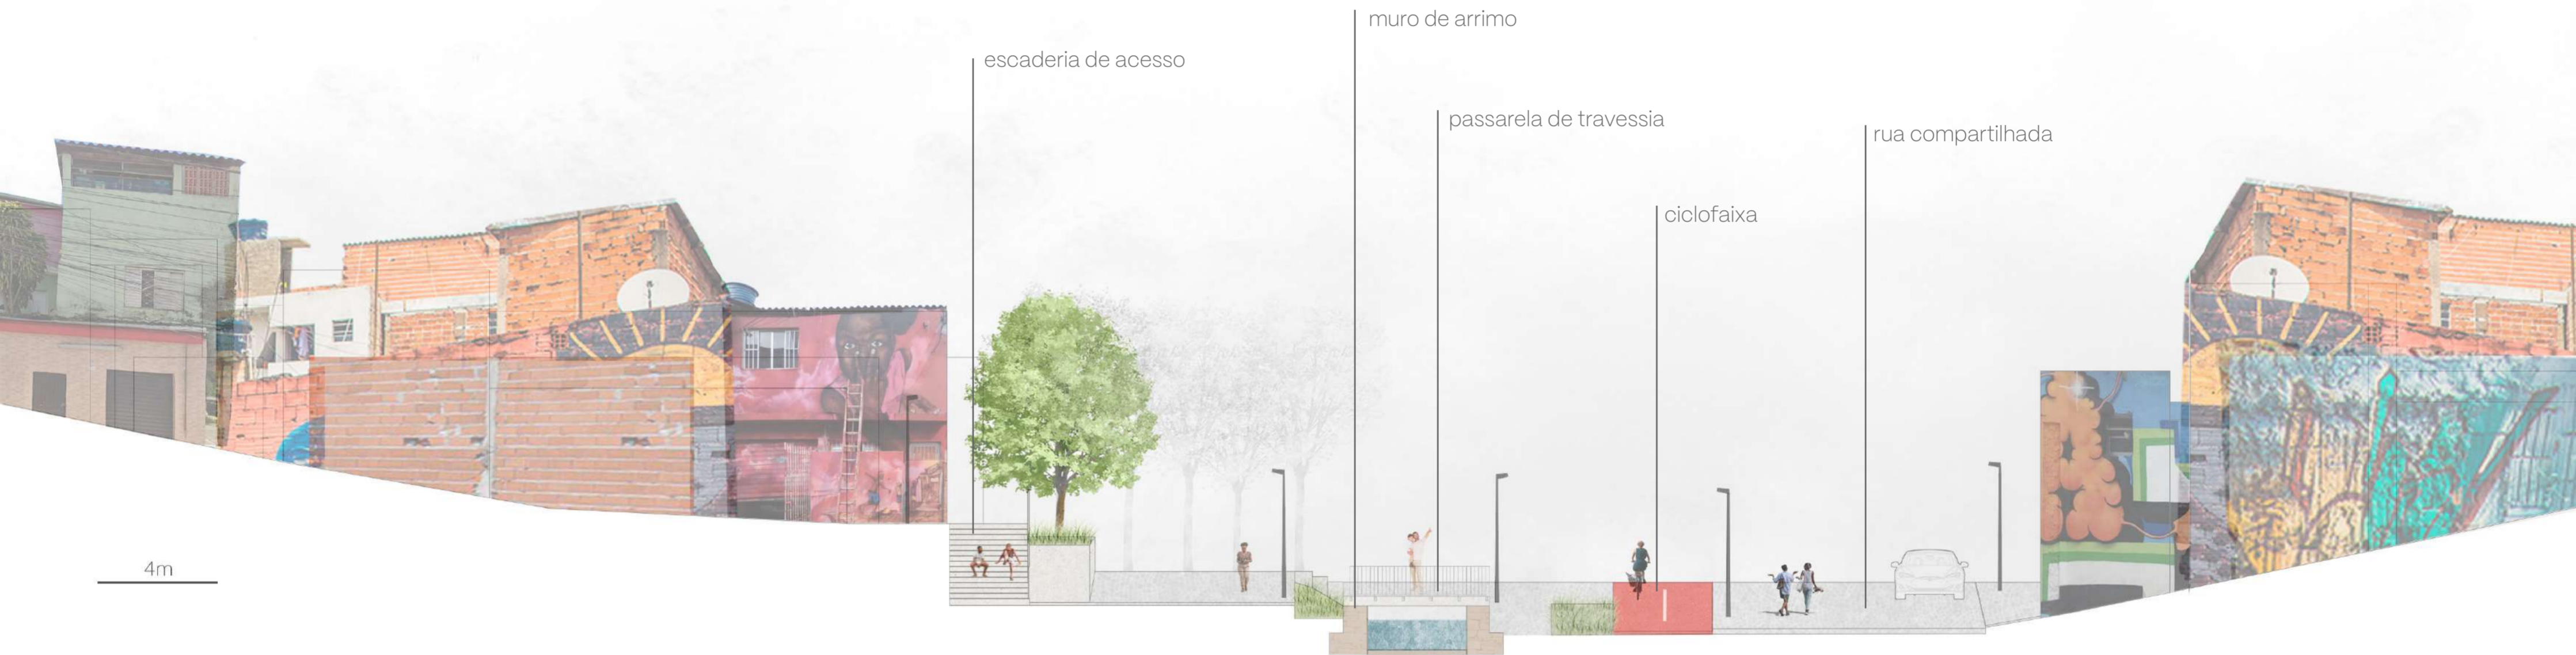 muro de arrimo
escaderia de acesso
passarela de travessia
rua compartilhada
ciclofaixa
4m